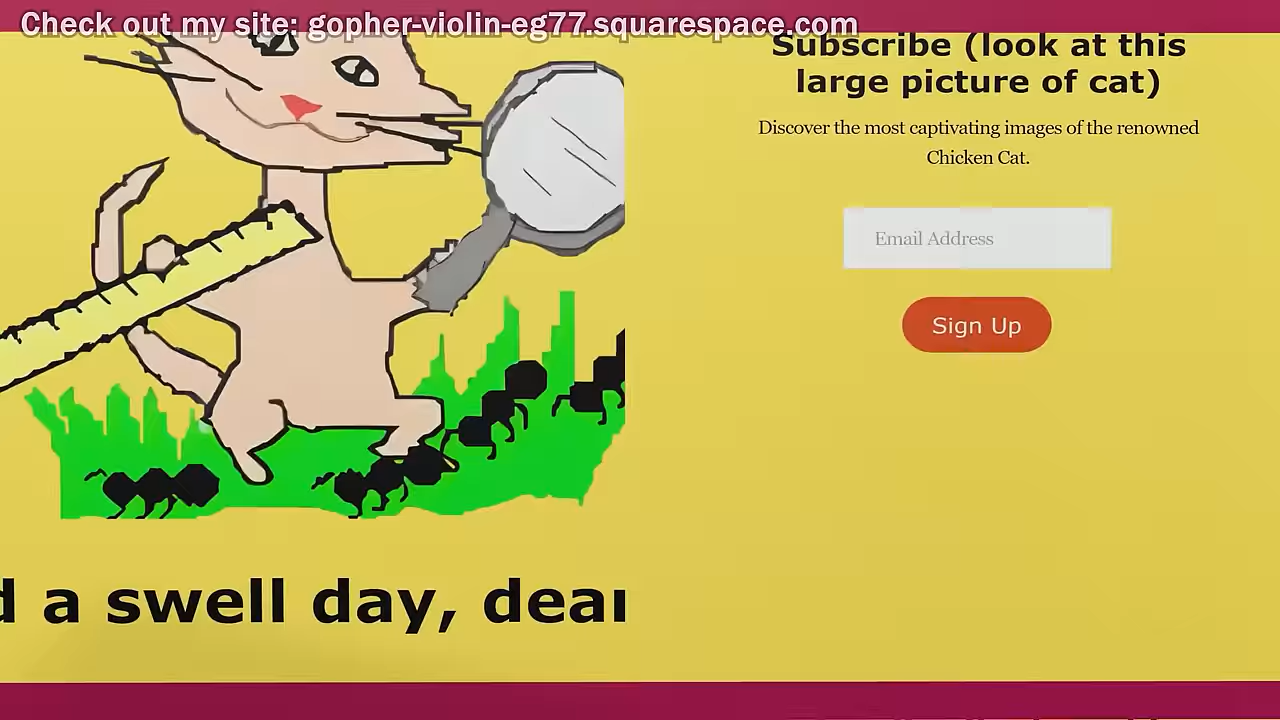 Check out my site: gopher-violin-eg77.squarespace.com
Subscribe (look at this
large picture of cat)
Discover the most captivating images of the renowned
Chicken Cat.
Email Address
Sign Up
a swell day,